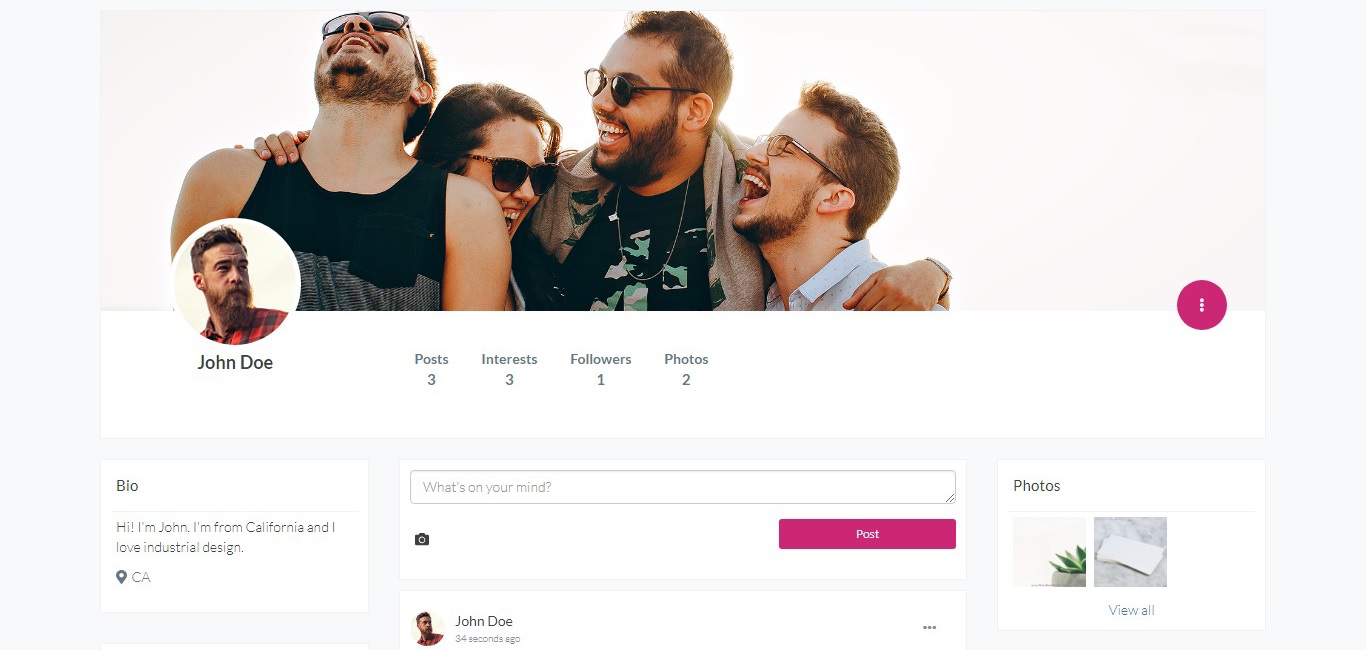 John Doe
Posts Interests Followers Photos
3 3 1 2
Bio
Hi! I'm John. I'm from California and I
love industrial design.
CA
What's on your mind?
Post
John Doe
34 seconds ago
Photos
View all